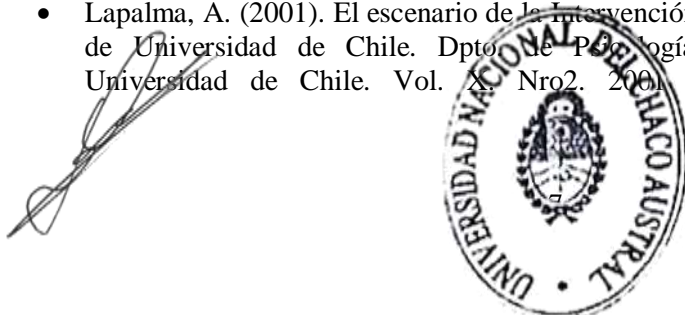 • Lapalma, A. (2001). El escenario de la Intervención
de Universidad de Chile. Dpto. de Psicología
Universidad de Chile. Vol. X. Nro2. 2001
7
UNIVERSIDAD NACIONAL DEL CHACO AUSTRAL